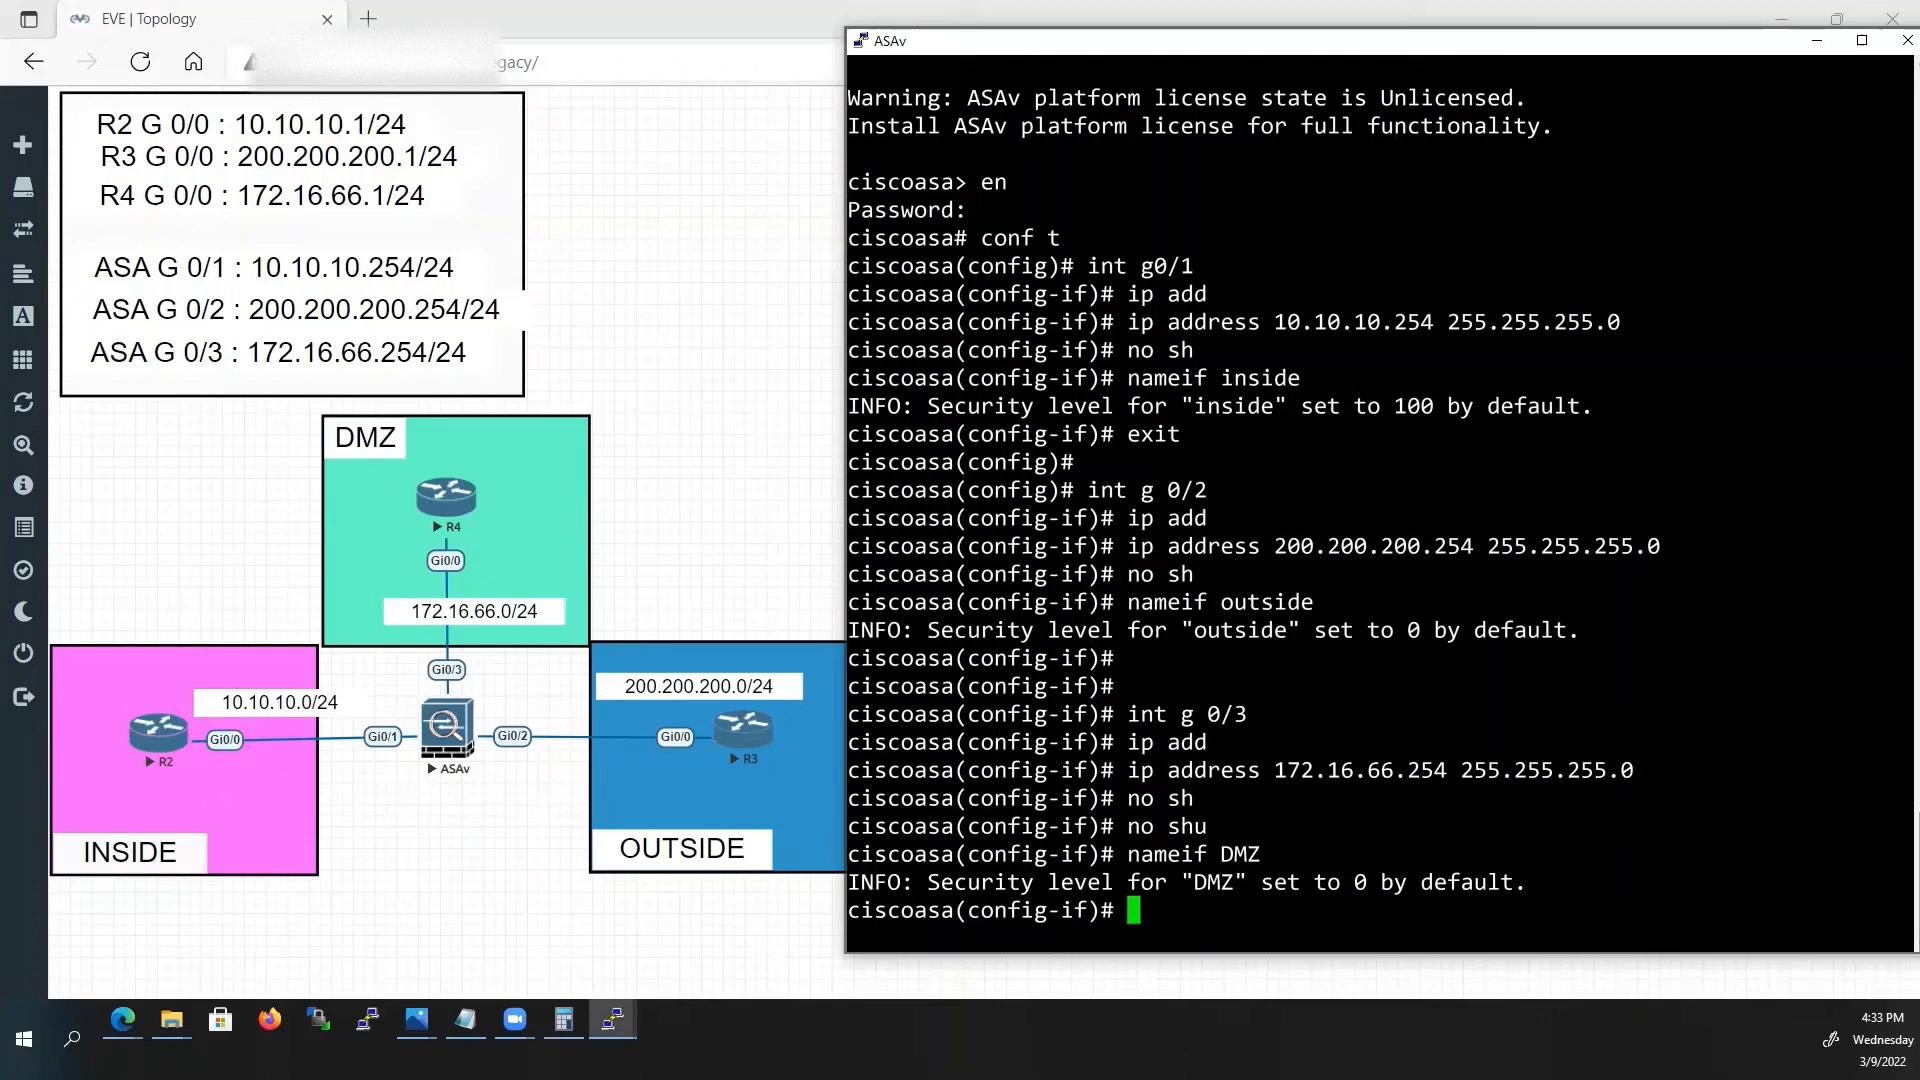 EVE | Topology
egacy/
R2 G 0/0 : 10.10.10.1/24
R3 G 0/0 : 200.200.200.1/24
R4 G 0/0 : 172.16.66.1/24
ASA G 0/1 : 10.10.10.254/24
ASA G 0/2 : 200.200.200.254/24
ASA G 0/3 : 172.16.66.254/24
DMZ
R4
Gi0/0
172.16.66.0/24
Gi0/3
10.10.10.0/24
200.200.200.0/24
Gi0/0
Gi0/1
Gi0/2
Gi0/0
R2
ASAv
R3
INSIDE
OUTSIDE
ASAv
Warning: ASAv platform license state is Unlicensed.
Install ASAv platform license for full functionality.
ciscoasa> en
Password:
ciscoasa# conf t
ciscoasa(config)# int g0/1
ciscoasa(config-if)# ip add
ciscoasa(config-if)# ip address 10.10.10.254 255.255.255.0
ciscoasa(config-if)# no sh
ciscoasa(config-if)# nameif inside
INFO: Security level for "inside" set to 100 by default.
ciscoasa(config-if)# exit
ciscoasa(config)#
ciscoasa(config)# int g 0/2
ciscoasa(config-if)# ip add
ciscoasa(config-if)# ip address 200.200.200.254 255.255.255.0
ciscoasa(config-if)# no sh
ciscoasa(config-if)# nameif outside
INFO: Security level for "outside" set to 0 by default.
ciscoasa(config-if)#
ciscoasa(config-if)#
ciscoasa(config-if)# int g 0/3
ciscoasa(config-if)# ip add
ciscoasa(config-if)# ip address 172.16.66.254 255.255.255.0
ciscoasa(config-if)# no sh
ciscoasa(config-if)# no shu
ciscoasa(config-if)# nameif DMZ
INFO: Security level for "DMZ" set to 0 by default.
ciscoasa(config-if)#
4:33 PM
Wednesday
3/9/2022